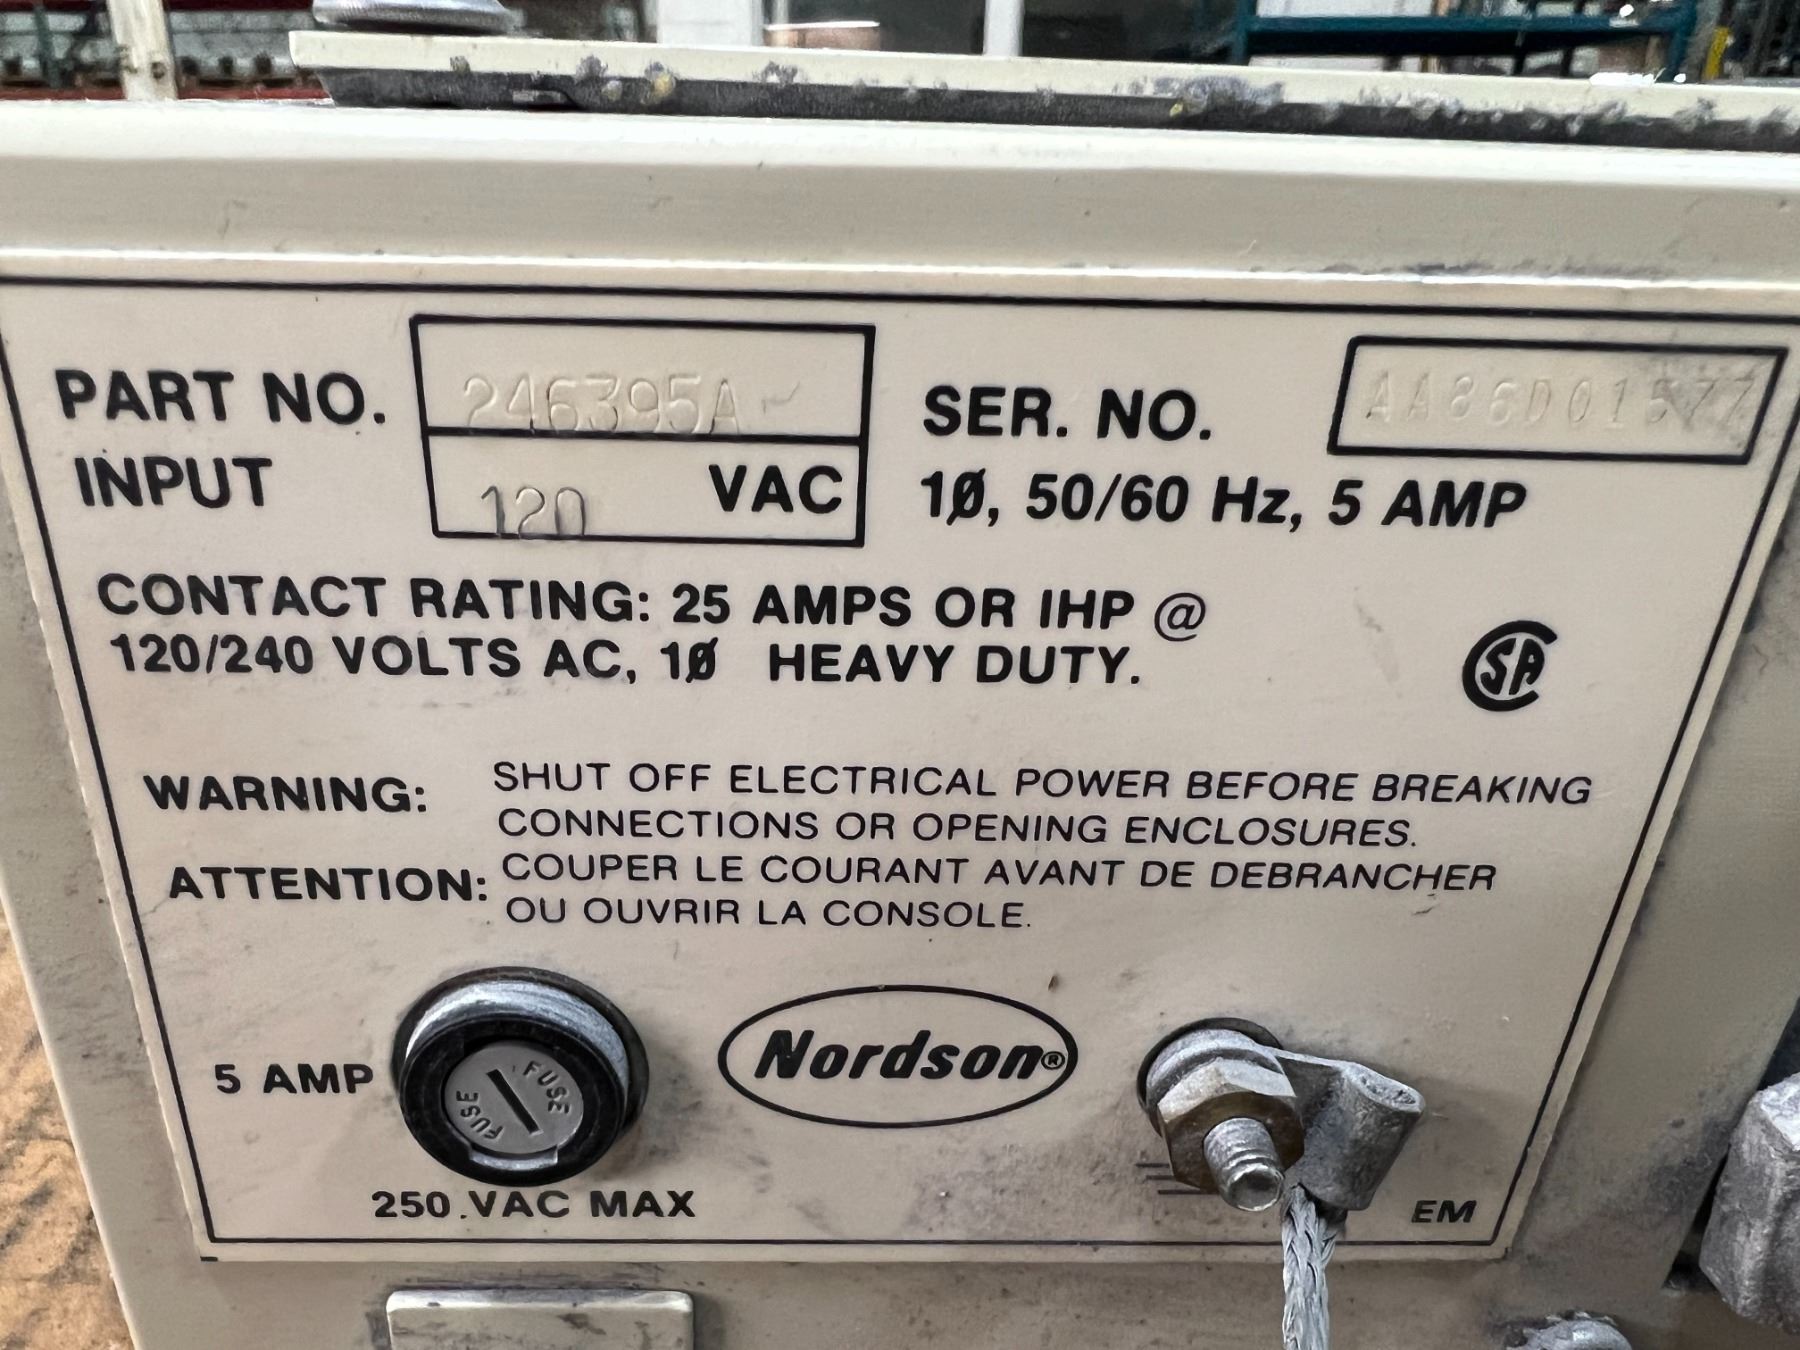 PART NO. 246395A SER. NO. AA86D01577
INPUT 120 VAC 1Ø, 50/60 Hz, 5 AMP
CONTACT RATING: 25 AMPS OR IHP @
120/240 VOLTS AC, 1Ø HEAVY DUTY.
CSA
WARNING: SHUT OFF ELECTRICAL POWER BEFORE BREAKING
CONNECTIONS OR OPENING ENCLOSURES.
ATTENTION: COUPER LE COURANT AVANT DE DEBRANCHER
OU OUVRIR LA CONSOLE.
5 AMP
FUSE
FUSE
Nordson®
250 VAC MAX
EM